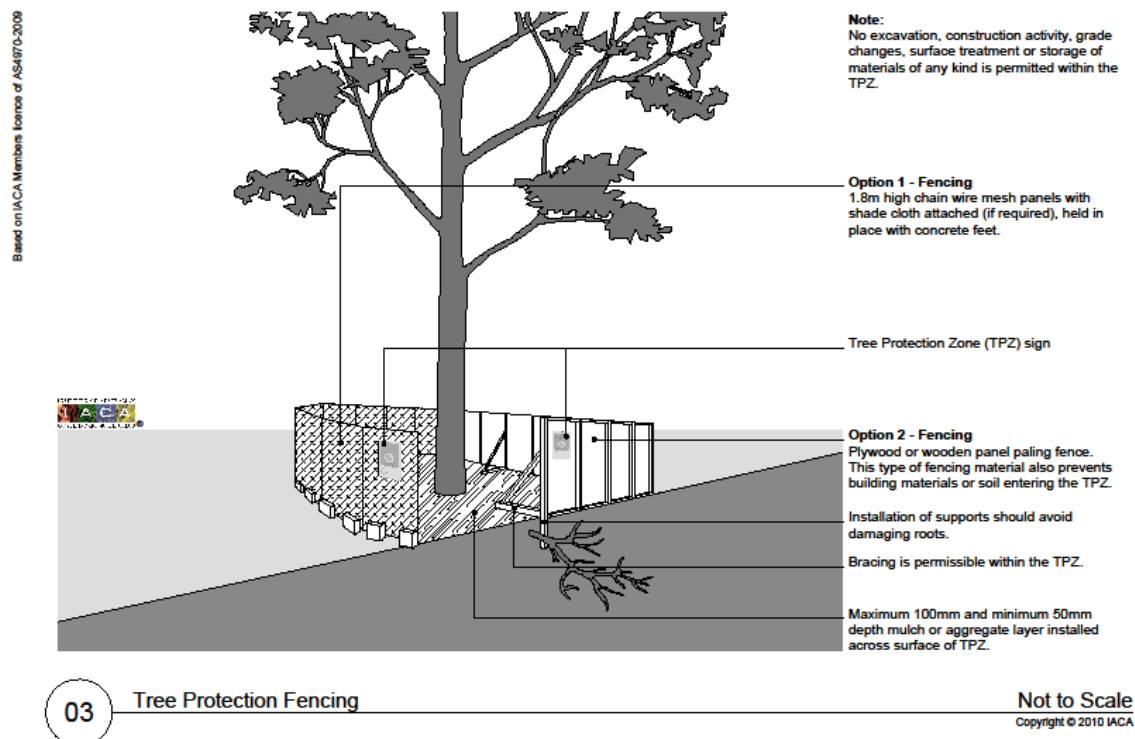 Based on IACA Members licence of AS4970-2009
Note:
No excavation, construction activity, grade
changes, surface treatment or storage of
materials of any kind is permitted within the
TPZ.
Option 1 - Fencing
1.8m high chain wire mesh panels with
shade cloth attached (if required), held in
place with concrete feet.
Tree Protection Zone (TPZ) sign
IACA
®
Option 2 - Fencing
Plywood or wooden panel paling fence.
This type of fencing material also prevents
building materials or soil entering the TPZ.
Installation of supports should avoid
damaging roots.
Bracing is permissible within the TPZ.
Maximum 100mm and minimum 50mm
depth mulch or aggregate layer installed
across surface of TPZ.
03
Tree Protection Fencing
Not to Scale
Copyright © 2010 IACA